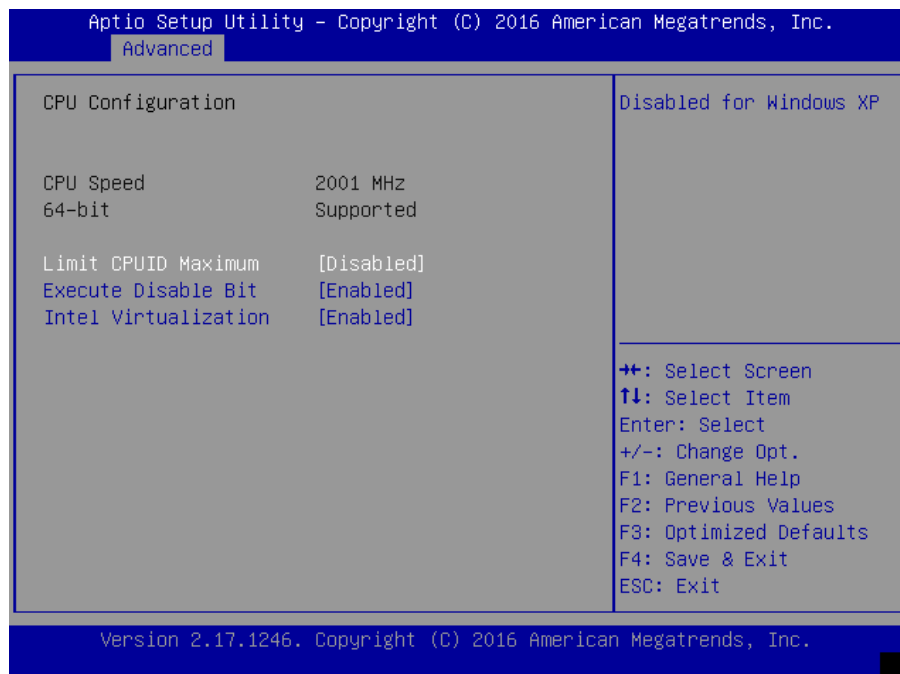 Aptio Setup Utility – Copyright (C) 2016 American Megatrends, Inc.
Advanced
CPU Configuration
CPU Speed 2001 MHz
64-bit Supported
Limit CPUID Maximum [Disabled]
Execute Disable Bit [Enabled]
Intel Virtualization [Enabled]
Disabled for Windows XP
→←: Select Screen
↑↓: Select Item
Enter: Select
+/-: Change Opt.
F1: General Help
F2: Previous Values
F3: Optimized Defaults
F4: Save & Exit
ESC: Exit
Version 2.17.1246. Copyright (C) 2016 American Megatrends, Inc.